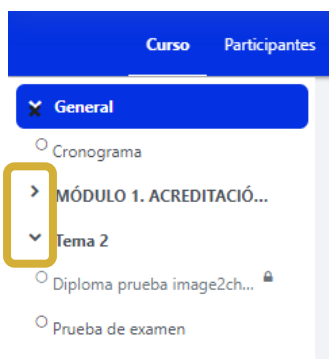 Curso Participantes
General
Cronograma
MÓDULO 1. ACREDITACIÓ...
Tema 2
Diploma prueba image2ch...
Prueba de examen